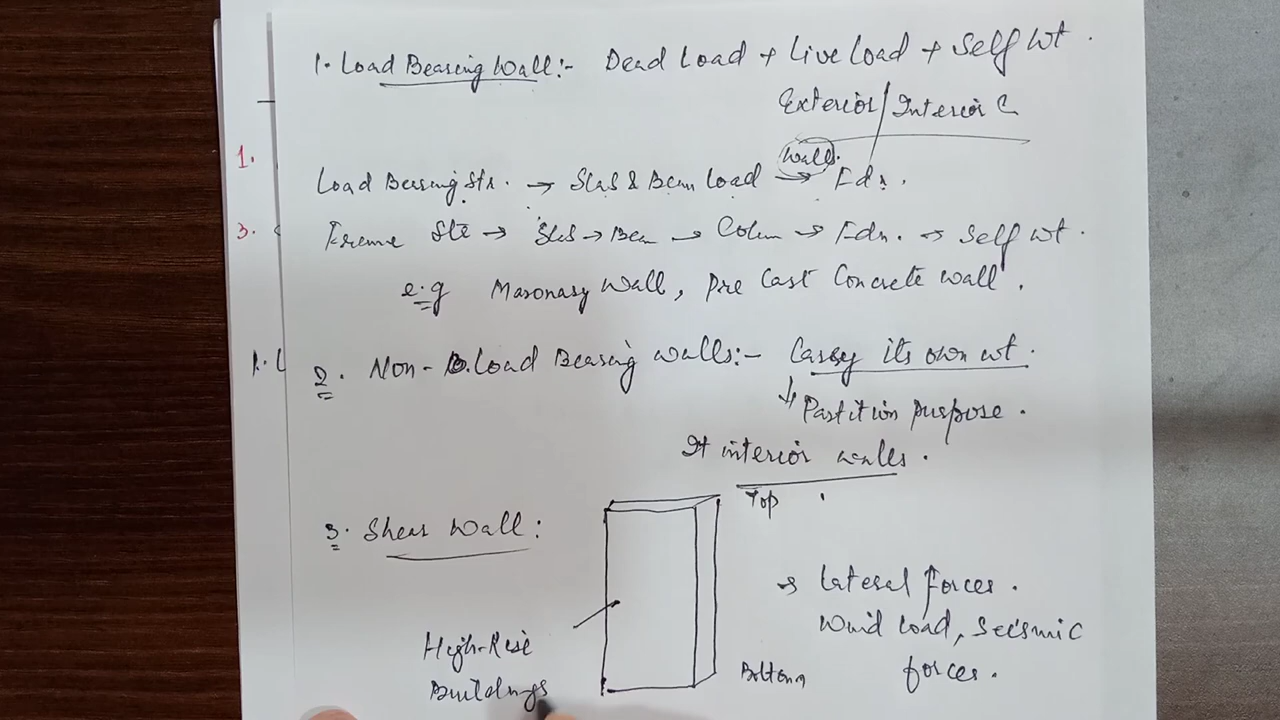 1. Load Bearing Wall:- Dead Load + Live Load + Self Wt.
Exterior/Interior
1.
Walls.
Load Bearing Str. → Slab & Beam Load → Fdn.
3. Frame Str → Slab → Beam → Colum → Fdn. → Self wt.
e.g Masonary Wall, Pre Cast Concrete wall.
2. Non-Load Bearing walls:- Carry its own wt.
↓ Partition purpose.
It interior walls.
Top
3. Shear Wall:
→ Lateral forces.
Wind load, Seismic
forces.
High-Rise
Buildings
Bottom